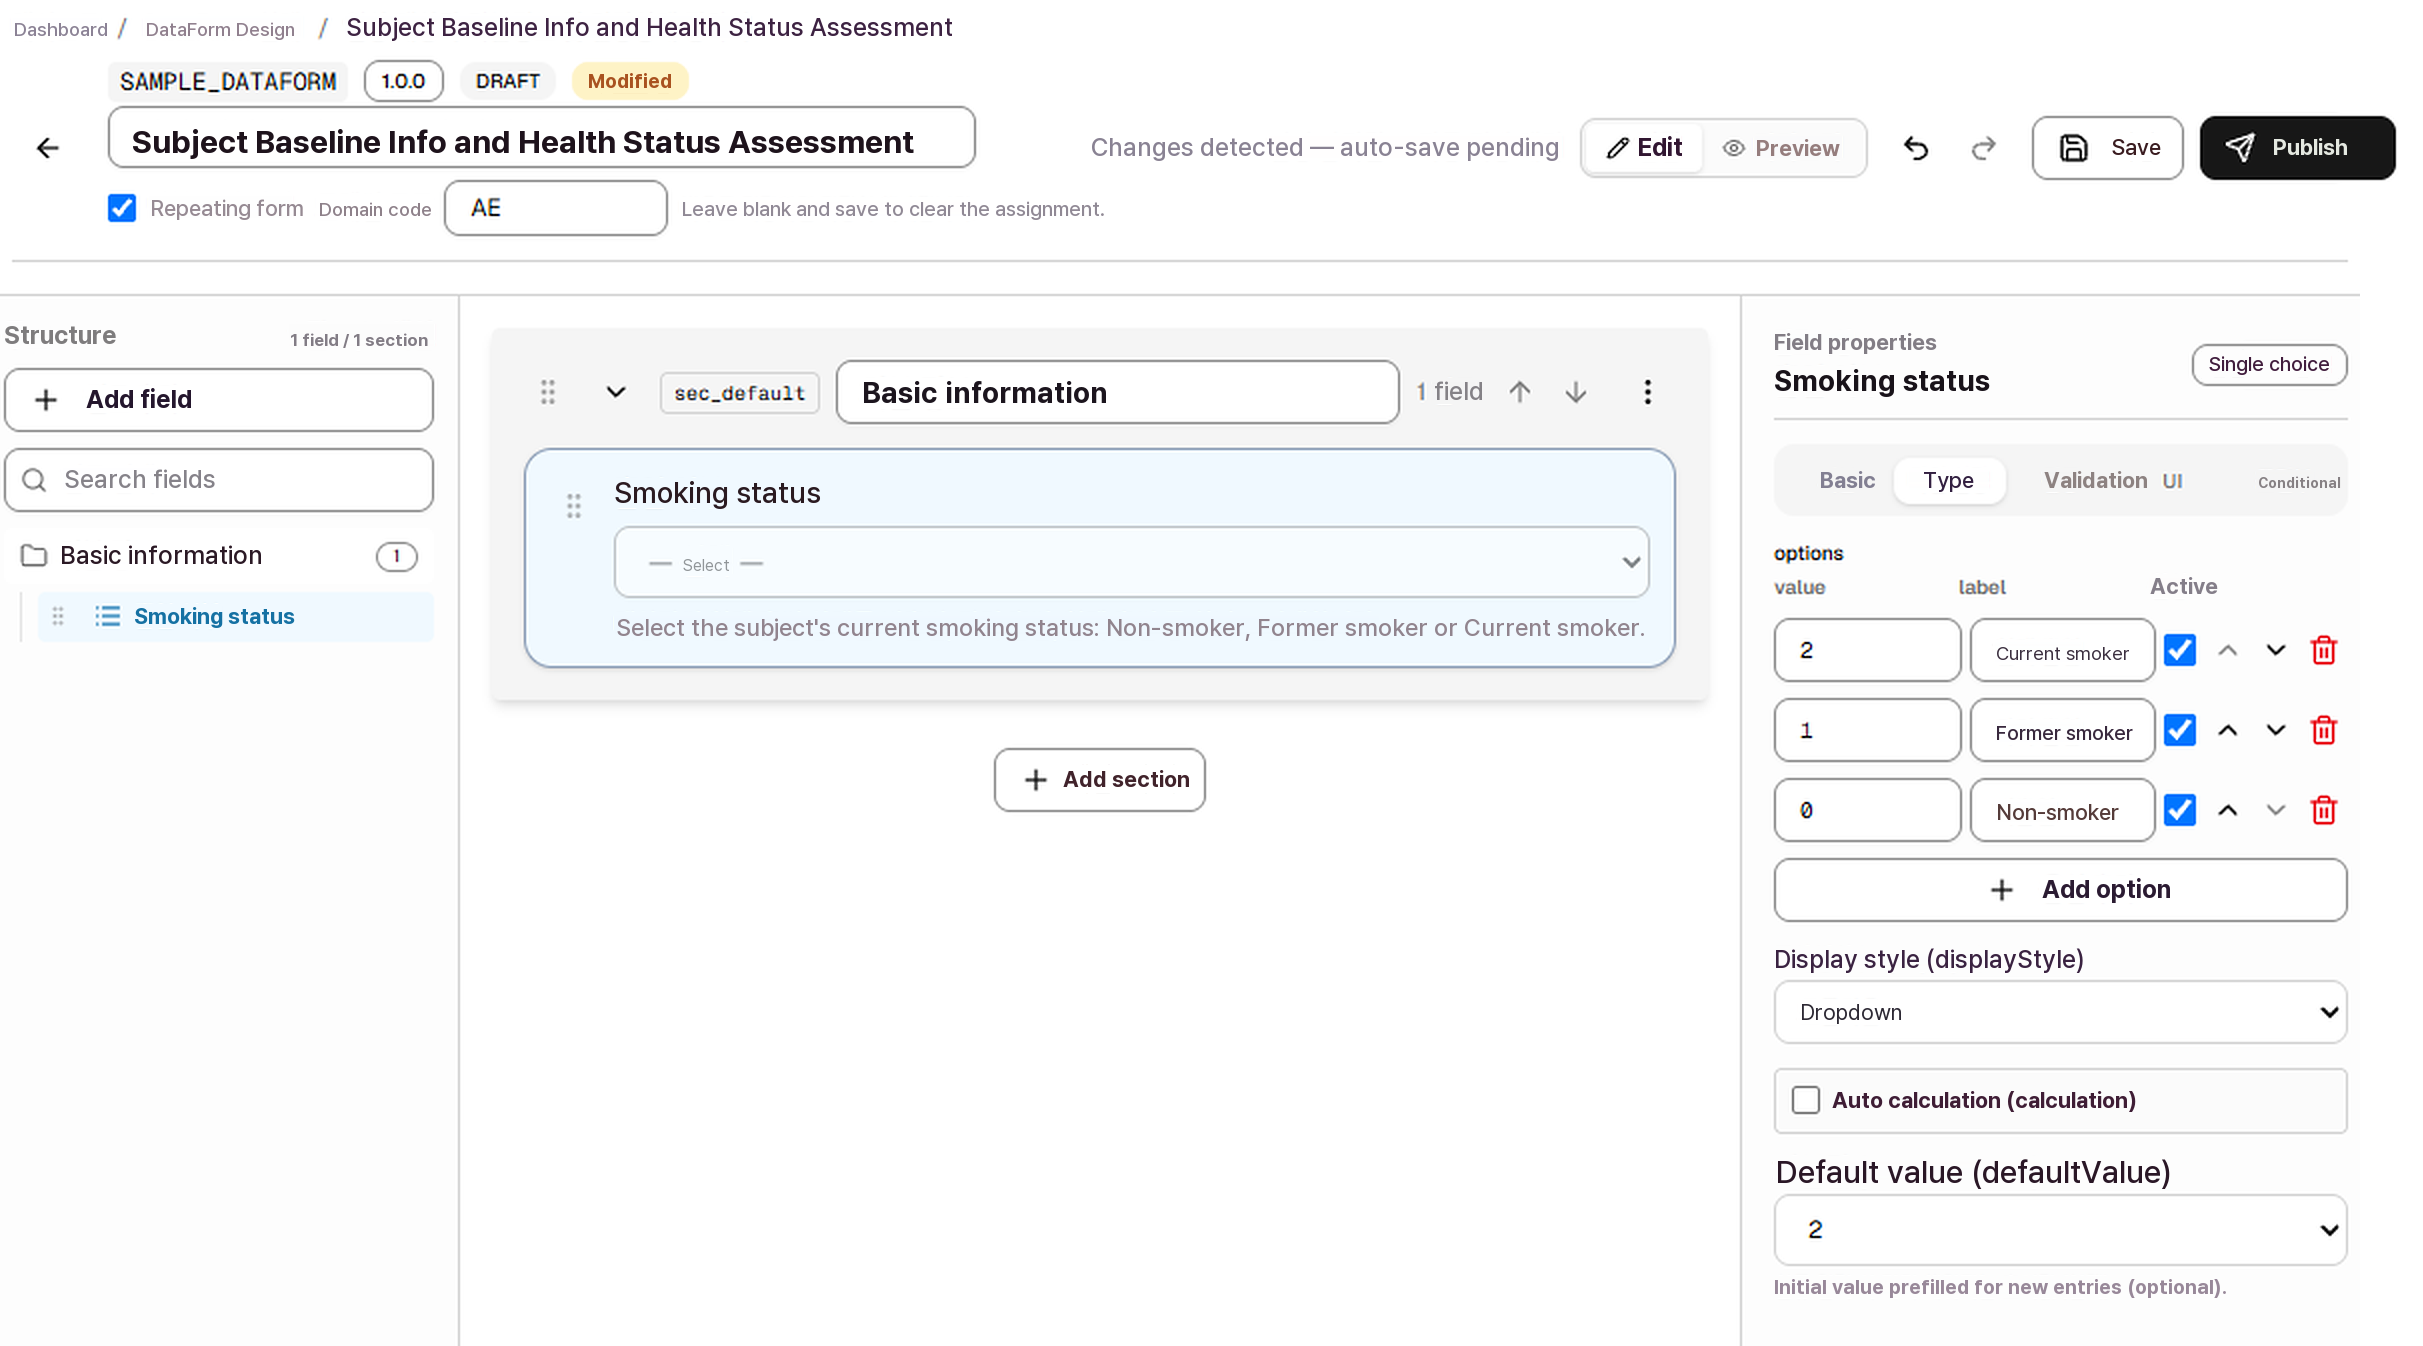 Dashboard / DataForm Design / Subject Baseline Info and Health Status Assessment
SAMPLE_DATAFORM 1.0.0 DRAFT Modified
Subject Baseline Info and Health Status Assessment
Changes detected — auto-save pending Edit Preview Save Publish
Repeating form Domain code AE Leave blank and save to clear the assignment.
Structure 1 field / 1 section
Add field
Search fields
Basic information 1
Smoking status
sec_default Basic information 1 field
Smoking status
— Select —
Select the subject's current smoking status: Non-smoker, Former smoker or Current smoker.
Add section
Field properties
Smoking status Single choice
Basic Type Validation UI Conditional
options
value label Active
2 Current smoker
1 Former smoker
0 Non-smoker
Add option
Display style (displayStyle)
Dropdown
Auto calculation (calculation)
Default value (defaultValue)
2
Initial value prefilled for new entries (optional).